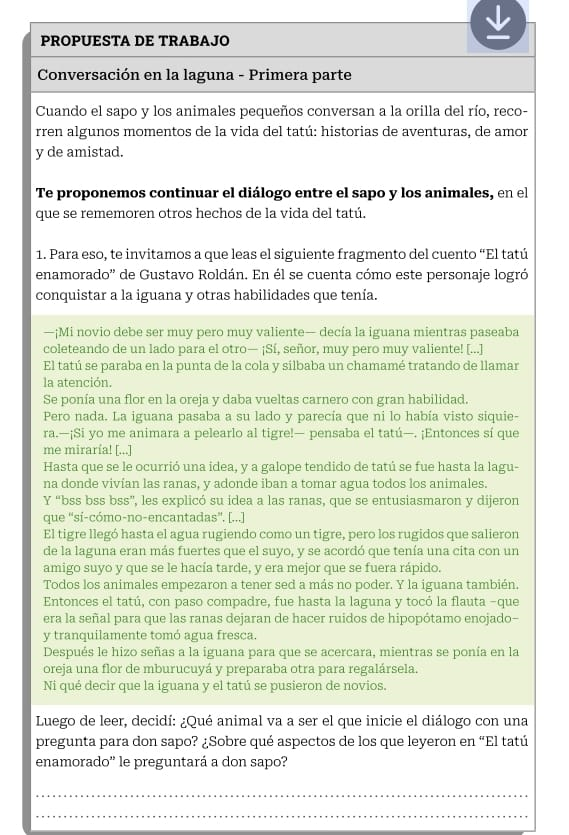 PROPUESTA DE TRABAJO
Conversación en la laguna - Primera parte
Cuando el sapo y los animales pequeños conversan a la orilla del río, reco-
rren algunos momentos de la vida del tatú: historias de aventuras, de amor
y de amistad.
Te proponemos continuar el diálogo entre el sapo y los animales, en el
que se rememoren otros hechos de la vida del tatú.
1. Para eso, te invitamos a que leas el siguiente fragmento del cuento “El tatú
enamorado” de Gustavo Roldán. En él se cuenta cómo este personaje logró
conquistar a la iguana y otras habilidades que tenía.
—¡Mi novio debe ser muy pero muy valiente— decía la iguana mientras paseaba
coleteando de un lado para el otro— ¡Sí, señor, muy pero muy valiente! [...]
El tatú se paraba en la punta de la cola y silbaba un chamamé tratando de llamar
la atención.
Se ponía una flor en la oreja y daba vueltas carnero con gran habilidad.
Pero nada. La iguana pasaba a su lado y parecía que ni lo había visto siquie-
ra.—¡Si yo me animara a pelearlo al tigre!— pensaba el tatú—. ¡Entonces sí que
me miraría! [...]
Hasta que se le ocurrió una idea, y a galope tendido de tatú se fue hasta la lagu-
na donde vivían las ranas, y adonde iban a tomar agua todos los animales.
Y “bss bss bss”, les explicó su idea a las ranas, que se entusiasmaron y dijeron
que “sí-cómo-no-encantadas”. [...]
El tigre llegó hasta el agua rugiendo como un tigre, pero los rugidos que salieron
de la laguna eran más fuertes que el suyo, y se acordó que tenía una cita con un
amigo suyo y que se le hacía tarde, y era mejor que se fuera rápido.
Todos los animales empezaron a tener sed a más no poder. Y la iguana también.
Entonces el tatú, con paso compadre, fue hasta la laguna y tocó la flauta –que
era la señal para que las ranas dejaran de hacer ruidos de hipopótamo enojado–
y tranquilamente tomó agua fresca.
Después le hizo señas a la iguana para que se acercara, mientras se ponía en la
oreja una flor de mburucuyá y preparaba otra para regalársela.
Ni qué decir que la iguana y el tatú se pusieron de novios.
Luego de leer, decidí: ¿Qué animal va a ser el que inicie el diálogo con una
pregunta para don sapo? ¿Sobre qué aspectos de los que leyeron en “El tatú
enamorado” le preguntará a don sapo?